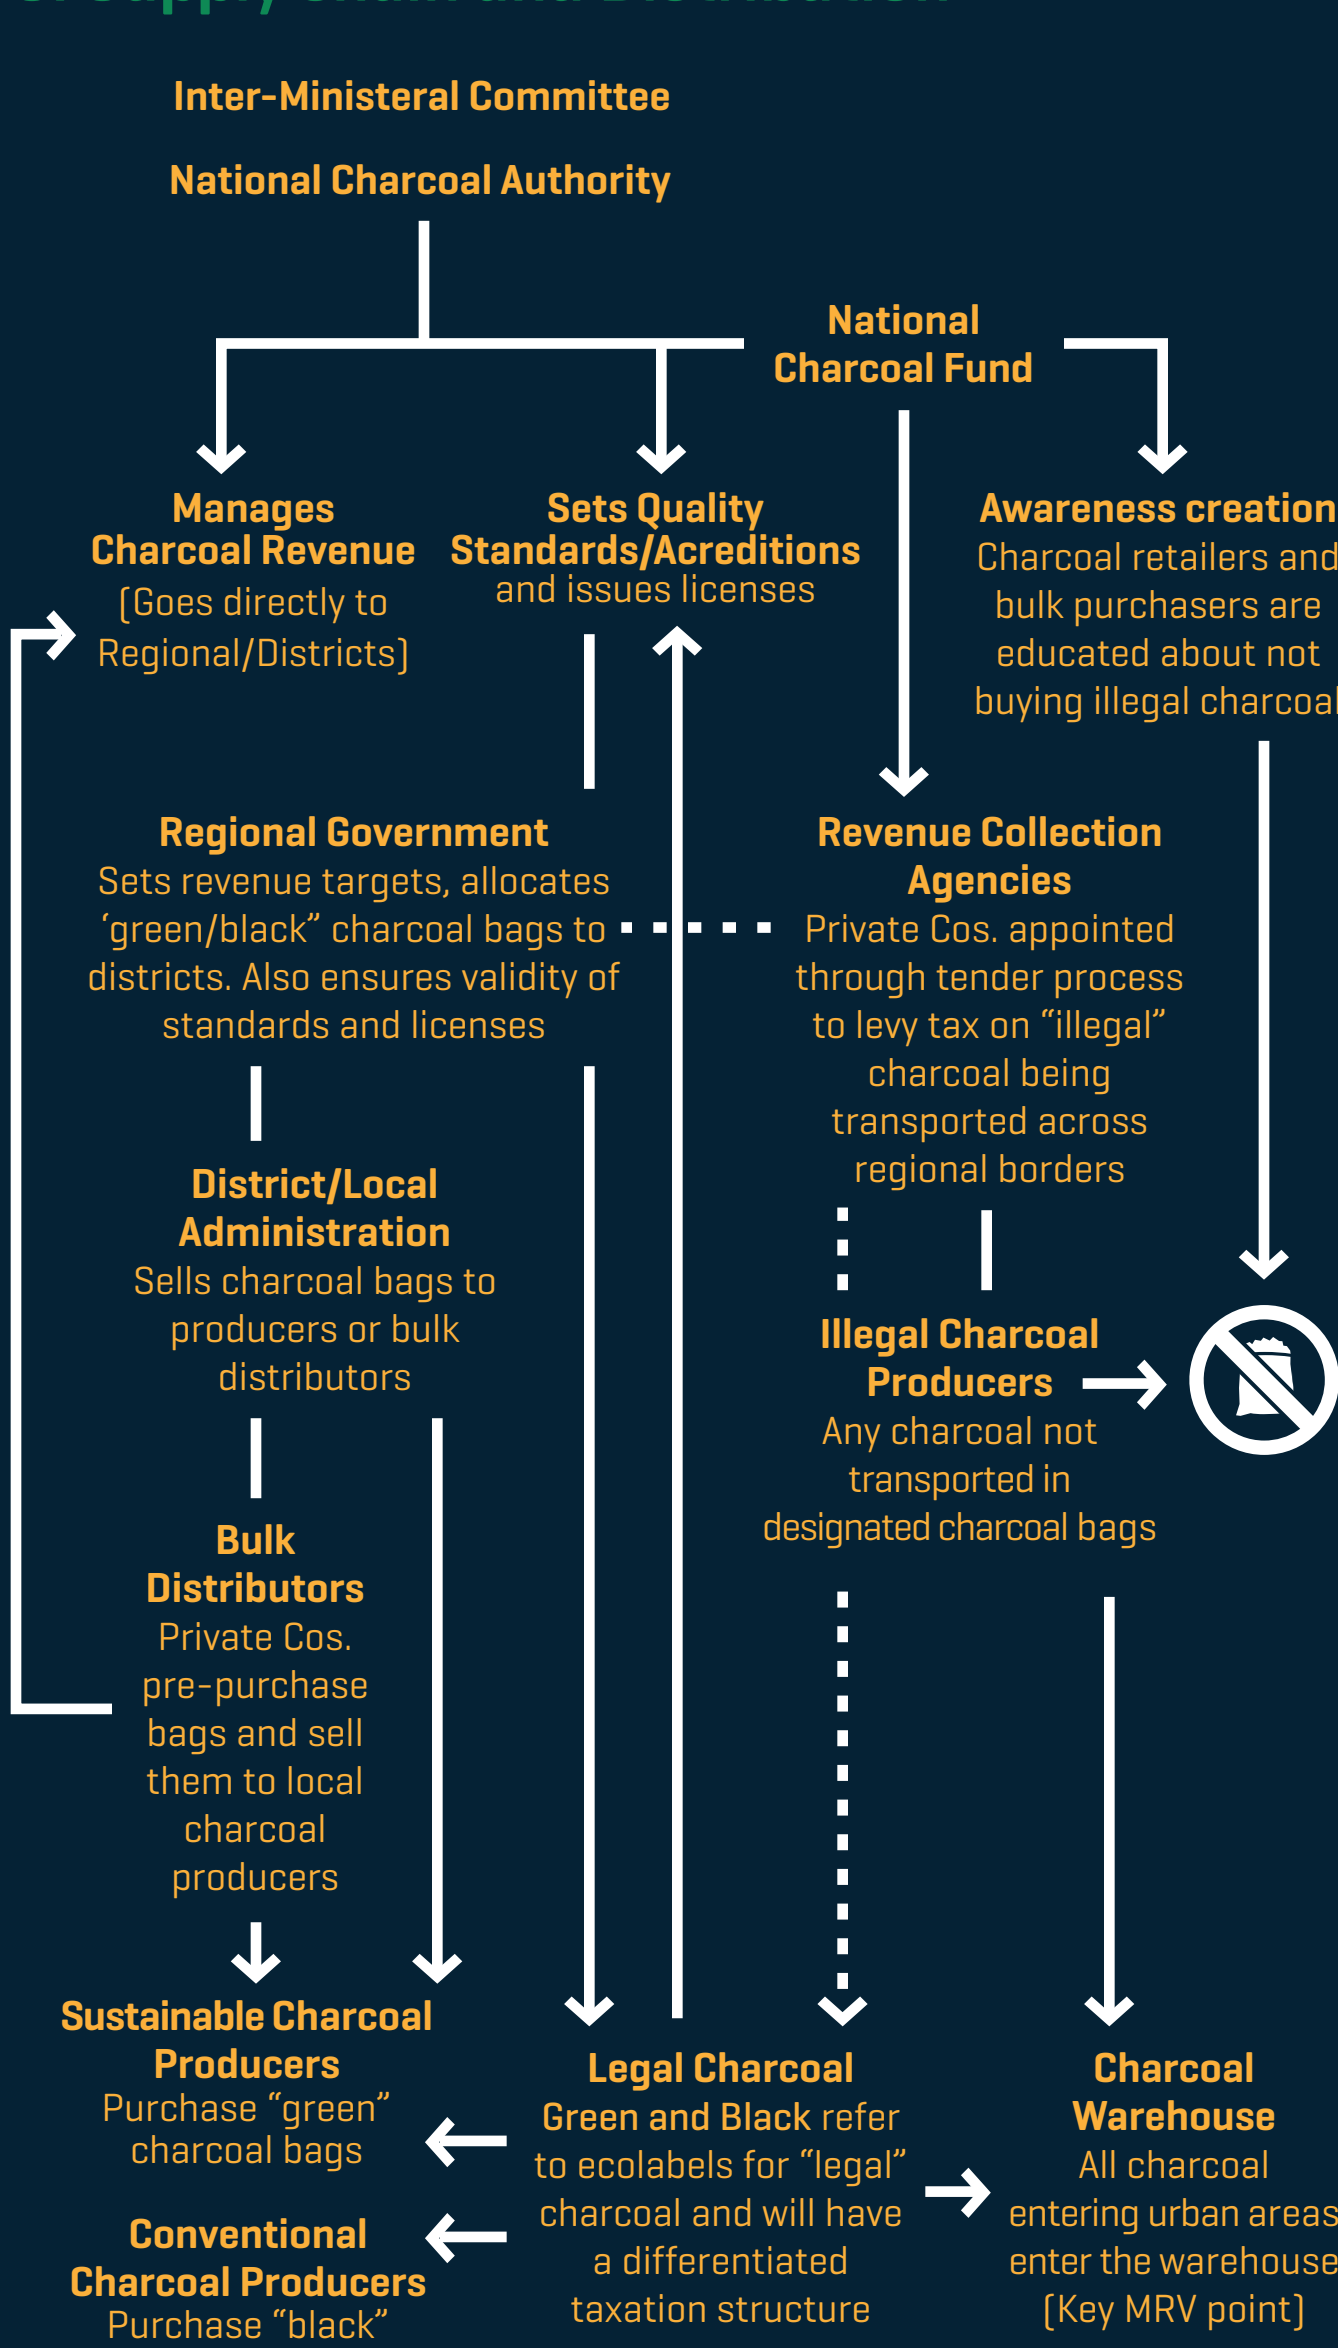 Inter-Ministeral Committee
National Charcoal Authority
National
Charcoal Fund
Manages
Charcoal Revenue
(Goes directly to
Regional/Districts)
Sets Quality
Standards/Acreditions
and issues licenses
Awareness creation
Charcoal retailers and
bulk purchasers are
educated about not
buying illegal charcoal
Regional Government
Sets revenue targets, allocates
‘green/black” charcoal bags to
districts. Also ensures validity of
standards and licenses
Revenue Collection
Agencies
Private Cos. appointed
through tender process
to levy tax on “illegal”
charcoal being
transported across
regional borders
District/Local
Administration
Sells charcoal bags to
producers or bulk
distributors
Illegal Charcoal
Producers
Any charcoal not
transported in
designated charcoal bags
Bulk
Distributors
Private Cos.
pre-purchase
bags and sell
them to local
charcoal
producers
Sustainable Charcoal
Producers
Purchase “green”
charcoal bags
Conventional
Charcoal Producers
Purchase “black”
Legal Charcoal
Green and Black refer
to ecolabels for “legal”
charcoal and will have
a differentiated
taxation structure
Charcoal
Warehouse
All charcoal
entering urban areas
enter the warehouse
(Key MRV point)